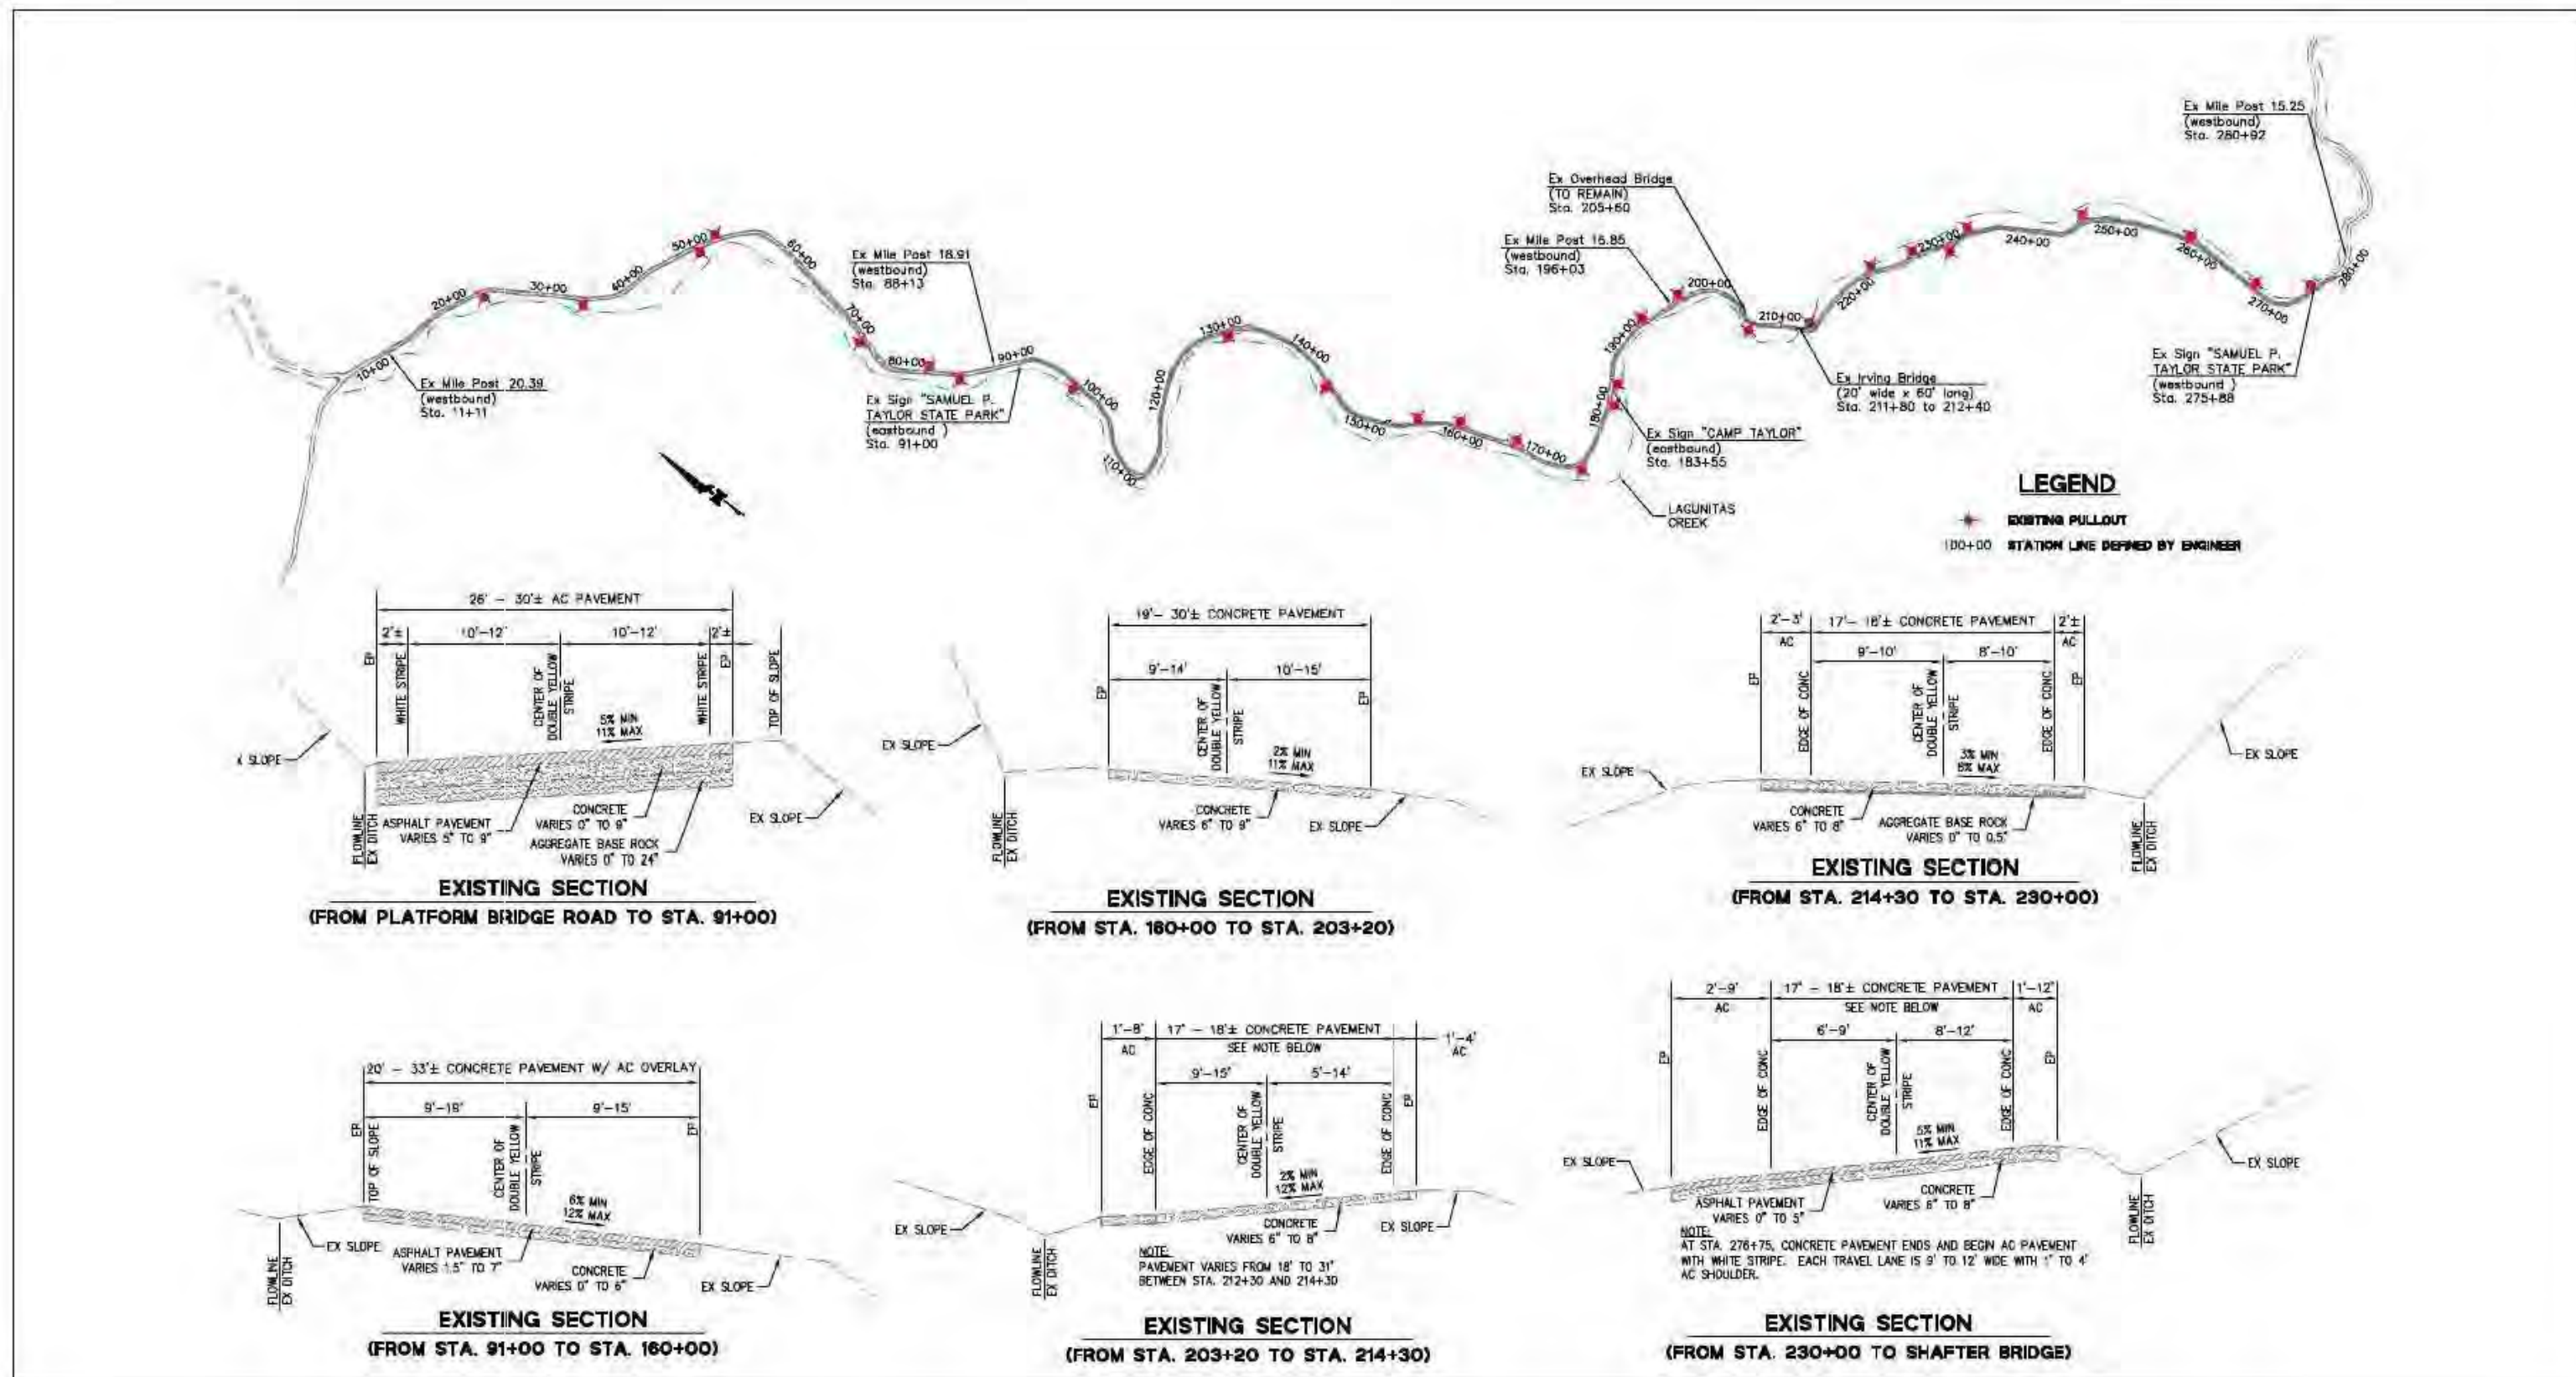 10+00
20+00
30+00
40+00
50+00
60+00
70+00
80+00
90+00
100+00
110+00
120+00
130+00
140+00
150+00
160+00
170+00
180+00
190+00
200+00
210+00
220+00
230+00
240+00
250+00
260+00
270+00
280+00
Ex Mile Post 20.39
(westbound)
Sta. 11+11
Ex Mile Post 18.91
(westbound)
Sta. 88+13
Ex Sign "SAMUEL P.
TAYLOR STATE PARK"
(eastbound )
Sta. 91+00
Ex Overhead Bridge
(TO REMAIN)
Sta. 205+60
Ex Mile Post 16.85
(westbound)
Sta. 196+03
Ex Sign "CAMP TAYLOR"
(eastbound)
Sta. 183+55
LAGUNITAS
CREEK
Ex Irving Bridge
(20' wide x 60' long)
Sta. 211+80 to 212+40
Ex Mile Post 15.25
(westbound)
Sta. 280+92
Ex Sign "SAMUEL P.
TAYLOR STATE PARK"
(westbound )
Sta. 275+88
LEGEND
EXISTING PULLOUT
100+00 STATION LINE DEFINED BY ENGINEER
26' - 30'± AC PAVEMENT
2'± 10'-12' 10'-12' 2'±
EP
WHITE STRIPE
CENTER OF
DOUBLE YELLOW
STRIPE
WHITE STRIPE
EP
TOP OF SLOPE
5% MIN
11% MAX
X SLOPE
FLOWLINE
EX DITCH
ASPHALT PAVEMENT
VARIES 5" TO 9"
CONCRETE
VARIES 0" TO 9"
AGGREGATE BASE ROCK
VARIES 0" TO 24"
EX SLOPE
EXISTING SECTION
(FROM PLATFORM BRIDGE ROAD TO STA. 91+00)
19'- 30'± CONCRETE PAVEMENT
9'-14' 10'-15'
EP
CENTER OF
DOUBLE YELLOW
STRIPE
EP
2% MIN
11% MAX
EX SLOPE
FLOWLINE
EX DITCH
CONCRETE
VARIES 6" TO 9"
EX SLOPE
EXISTING SECTION
(FROM STA. 160+00 TO STA. 203+20)
2'-3' 17'- 18'± CONCRETE PAVEMENT 2'±
AC AC
9'-10' 8'-10'
EP
EDGE OF CONC
CENTER OF
DOUBLE YELLOW
STRIPE
EDGE OF CONC
EP
3% MIN
8% MAX
EX SLOPE
EX SLOPE
CONCRETE
VARIES 6" TO 8"
AGGREGATE BASE ROCK
VARIES 0" TO 0.5"
FLOWLINE
EX DITCH
EXISTING SECTION
(FROM STA. 214+30 TO STA. 230+00)
20' - 33'± CONCRETE PAVEMENT W/ AC OVERLAY
9'-18' 9'-15'
EP
TOP OF SLOPE
CENTER OF
DOUBLE YELLOW
STRIPE
EP
6% MIN
12% MAX
FLOWLINE
EX DITCH
EX SLOPE
ASPHALT PAVEMENT
VARIES 1.5" TO 7"
CONCRETE
VARIES 0" TO 6"
EX SLOPE
EXISTING SECTION
(FROM STA. 91+00 TO STA. 160+00)
1'-8' 17' - 18'± CONCRETE PAVEMENT 1'-4'
AC SEE NOTE BELOW AC
9'-15' 5'-14'
EP
EDGE OF CONC
CENTER OF
DOUBLE YELLOW
STRIPE
EDGE OF CONC
EP
2% MIN
12% MAX
EX SLOPE
FLOWLINE
EX DITCH
CONCRETE
VARIES 6" TO 8"
EX SLOPE
NOTE:
PAVEMENT VARIES FROM 18' TO 31'
BETWEEN STA. 212+30 AND 214+30
EXISTING SECTION
(FROM STA. 203+20 TO STA. 214+30)
2'-9' 17' - 18'± CONCRETE PAVEMENT 1'-12'
AC SEE NOTE BELOW AC
6'-9' 8'-12'
EP
EDGE OF CONC
CENTER OF
DOUBLE YELLOW
STRIPE
EDGE OF CONC
EP
5% MIN
11% MAX
EX SLOPE
EX SLOPE
ASPHALT PAVEMENT
VARIES 0" TO 5"
CONCRETE
VARIES 6" TO 8"
FLOWLINE
EX DITCH
NOTE:
AT STA. 276+75, CONCRETE PAVEMENT ENDS AND BEGIN AC PAVEMENT
WITH WHITE STRIPE. EACH TRAVEL LANE IS 9' TO 12' WIDE WITH 1' TO 4'
AC SHOULDER.
EXISTING SECTION
(FROM STA. 230+00 TO SHAFTER BRIDGE)